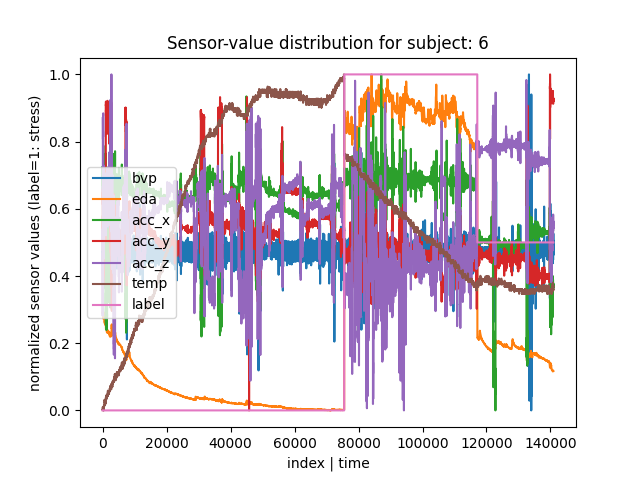 Sensor-value distribution for subject: 6
normalized sensor values (label=1: stress)
1.0
0.8
0.6
0.4
0.2
0.0
bvp
eda
acc_x
acc_y
acc_z
temp
label
0 20000 40000 60000 80000 100000 120000 140000
index | time